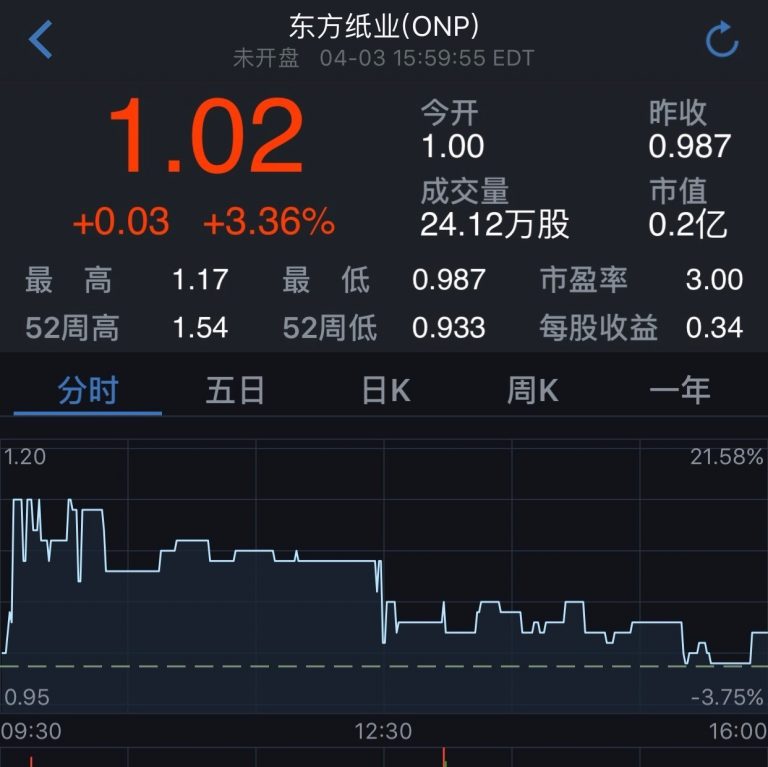 东方纸业(ONP)
未开盘 04-03 15:59:55 EDT
1.02
+0.03 +3.36%
今开 昨收
1.00 0.987
成交量 市值
24.12万股 0.2亿
最 高 1.17 最 低 0.987 市盈率 3.00
52周高 1.54 52周低 0.933 每股收益 0.34
分时 五日 日K 周K 一年
1.20 21.58%
0.95 -3.75%
09:30 12:30 16:00